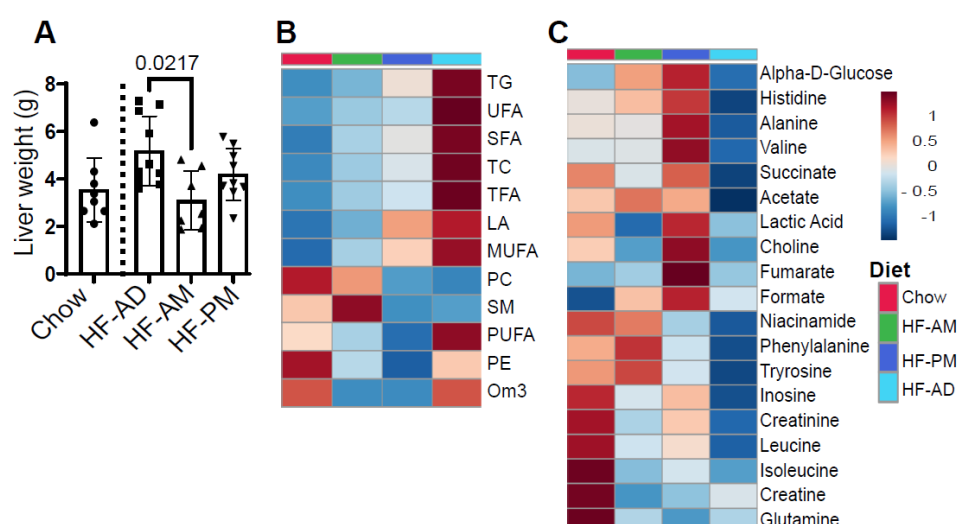 A
0.0217
Liver weight (g)
8
6
4
2
0
Chow
HF-AD
HF-AM
HF-PM
B
TG
UFA
SFA
TC
TFA
LA
MUFA
PC
SM
PUFA
PE
Om3
C
Alpha-D-Glucose
Histidine
Alanine
Valine
Succinate
Acetate
Lactic Acid
Choline
Fumarate
Formate
Niacinamide
Phenylalanine
Tryrosine
Inosine
Creatinine
Leucine
Isoleucine
Creatine
Glutamine
1
0.5
0
- 0.5
-1
Diet
Chow
HF-AM
HF-PM
HF-AD